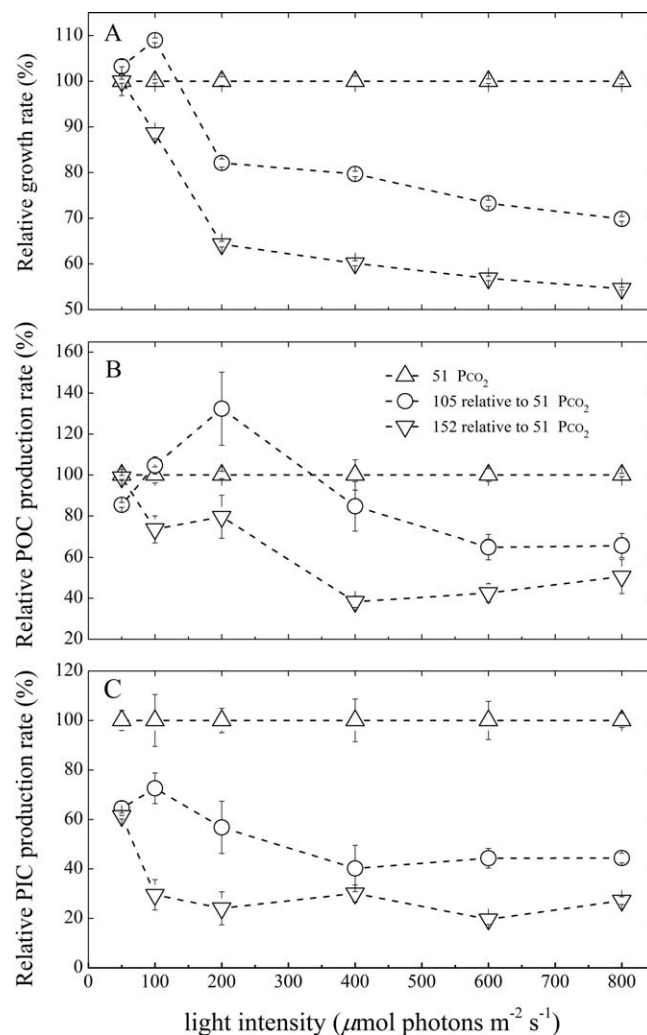 A
110
100
90
80
70
60
50
Relative growth rate (%)
B
160
140
120
100
80
60
40
20
Relative POC production rate (%)
51 PCO₂
105 relative to 51 PCO₂
152 relative to 51 PCO₂
C
120
100
80
60
40
20
0
Relative PIC production rate (%)
0 100 200 300 400 500 600 700 800
light intensity (μmol photons m⁻² s⁻¹)